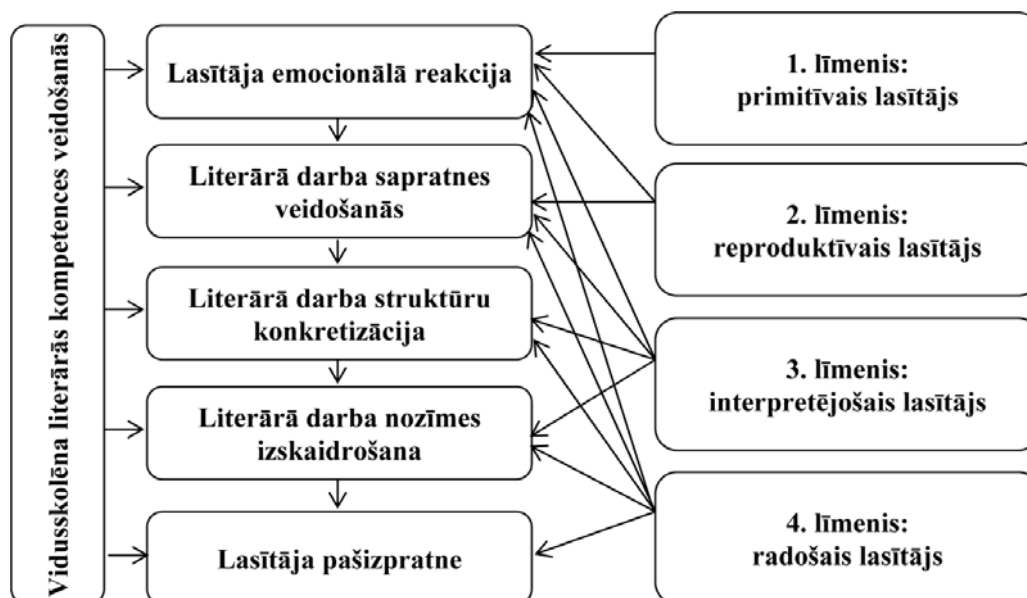 Vidusskolēna literārās kompetences veidošanās
Lasītāja emocionālā reakcija
Literārā darba sapratnes
veidošanās
Literārā darba struktūru
konkretizācija
Literārā darba nozīmes
izskaidrošana
Lasītāja pašizpratne
1. līmenis:
primitīvais lasītājs
2. līmenis:
reproduktīvais lasītājs
3. līmenis:
interpretējošais lasītājs
4. līmenis:
radošais lasītājs